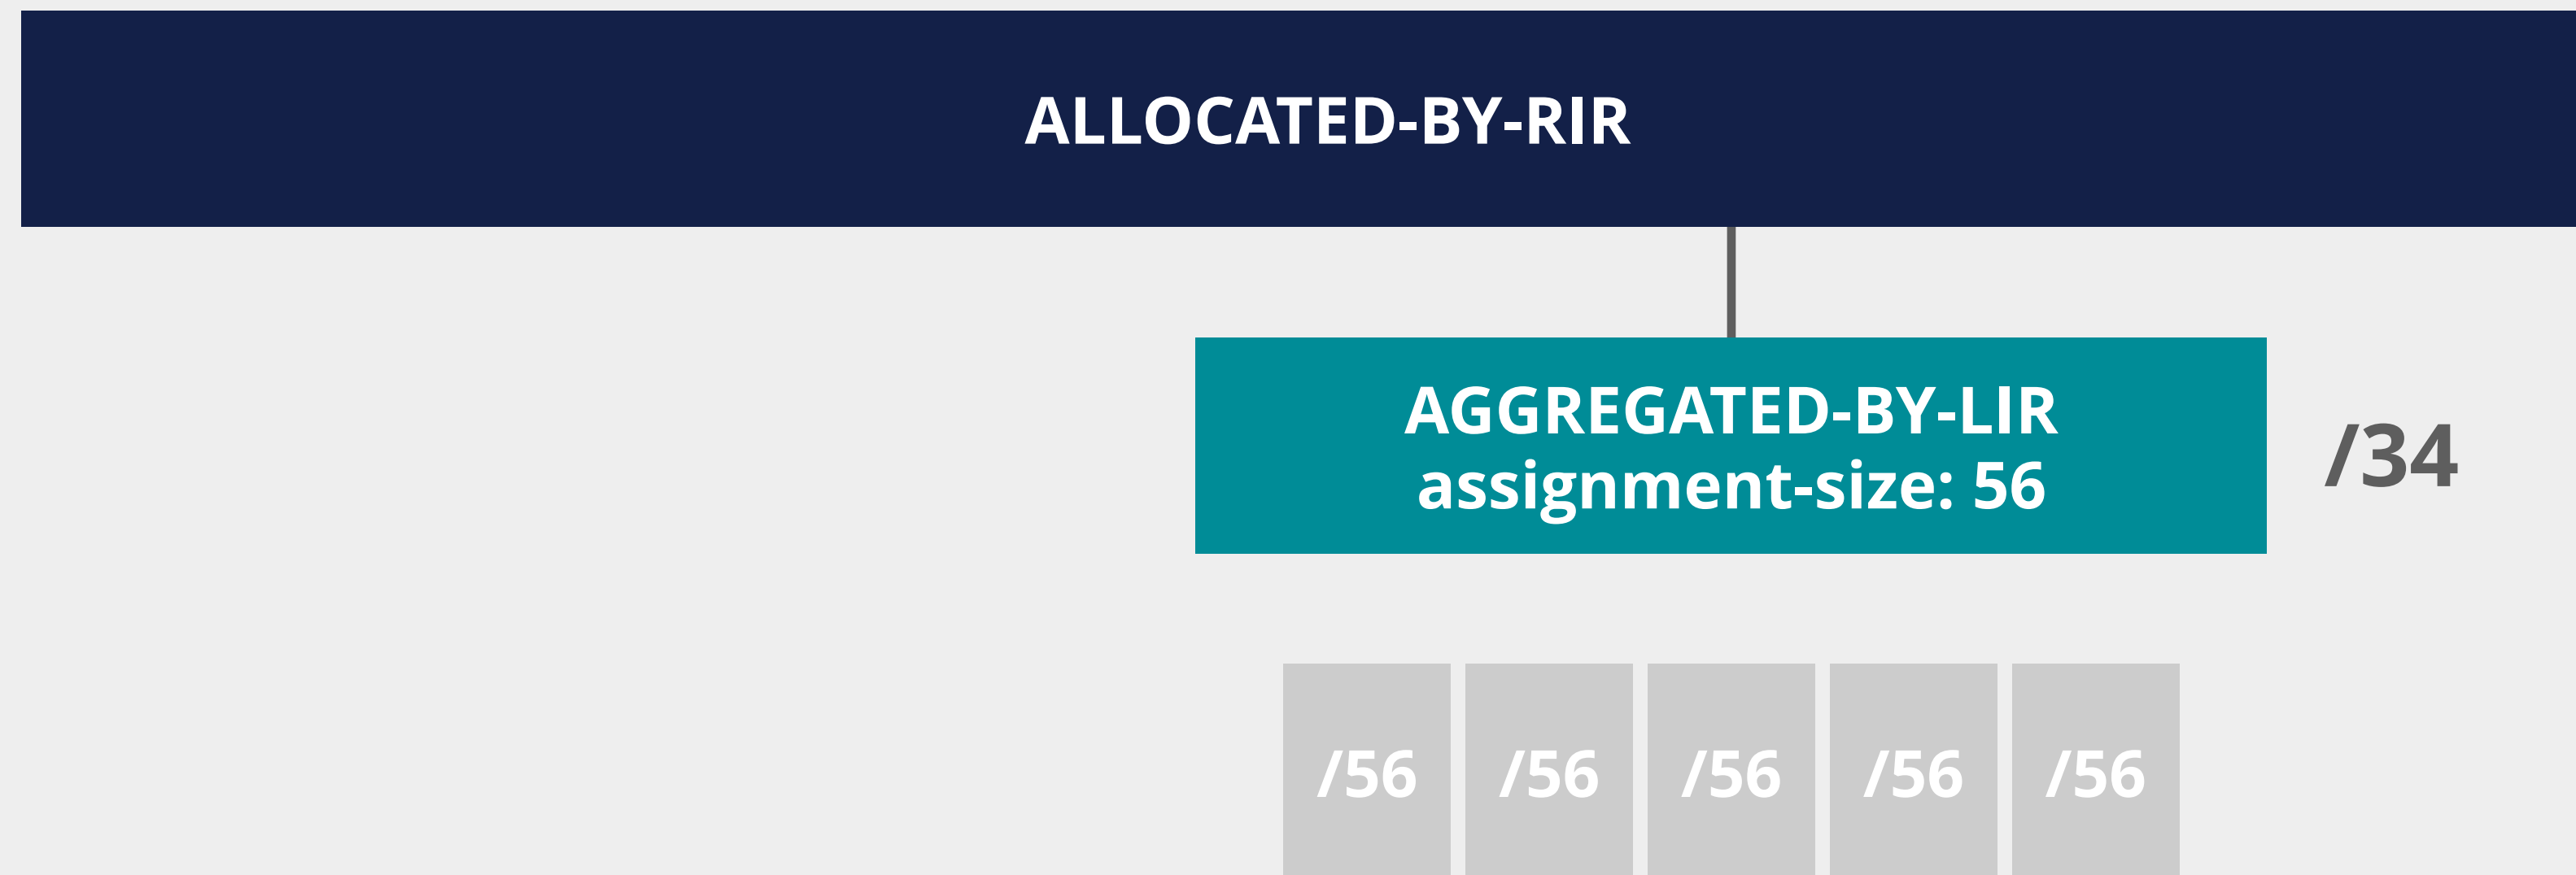 ALLOCATED-BY-RIR
AGGREGATED-BY-LIR
assignment-size: 56
/34
/56 /56 /56 /56 /56